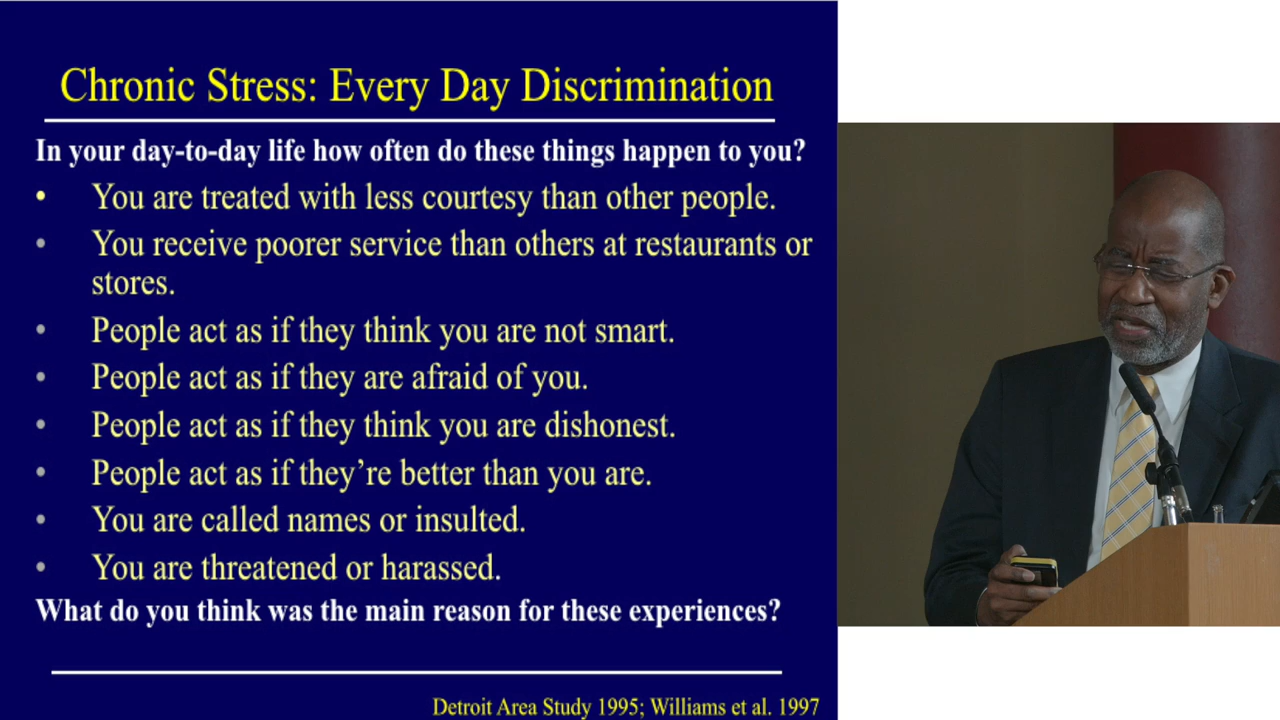 Chronic Stress: Every Day Discrimination
In your day-to-day life how often do these things happen to you?
• You are treated with less courtesy than other people.
• You receive poorer service than others at restaurants or
stores.
• People act as if they think you are not smart.
• People act as if they are afraid of you.
• People act as if they think you are dishonest.
• People act as if they’re better than you are.
• You are called names or insulted.
• You are threatened or harassed.
What do you think was the main reason for these experiences?
Detroit Area Study 1995; Williams et al. 1997